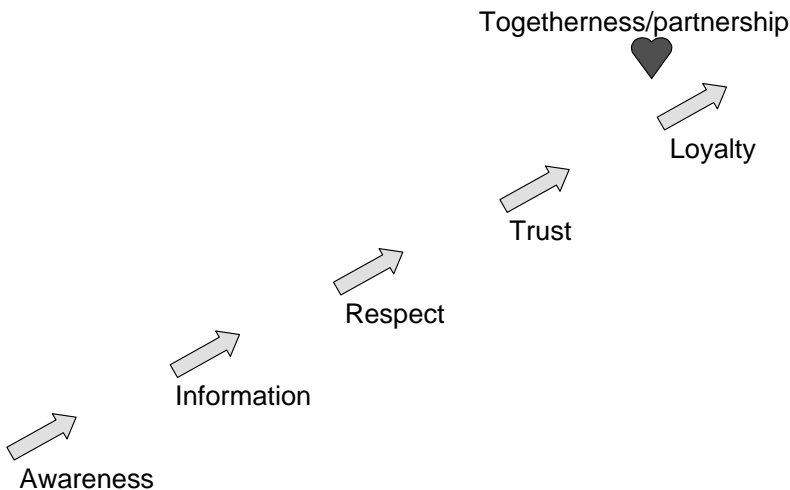 Togetherness/partnership
Loyalty
Trust
Respect
Information
Awareness